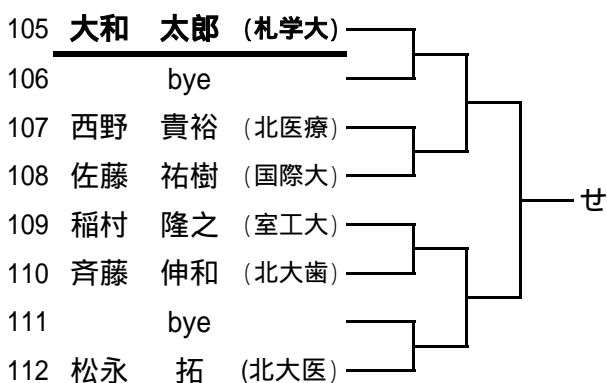 105 大和 太郎 (札学大)
106 bye
107 西野 貴裕 (北医療)
108 佐藤 祐樹 (国際大)
せ
109 稲村 隆之 (室工大)
110 斉藤 伸和 (北大歯)
111 bye
112 松永 拓 (北大医)